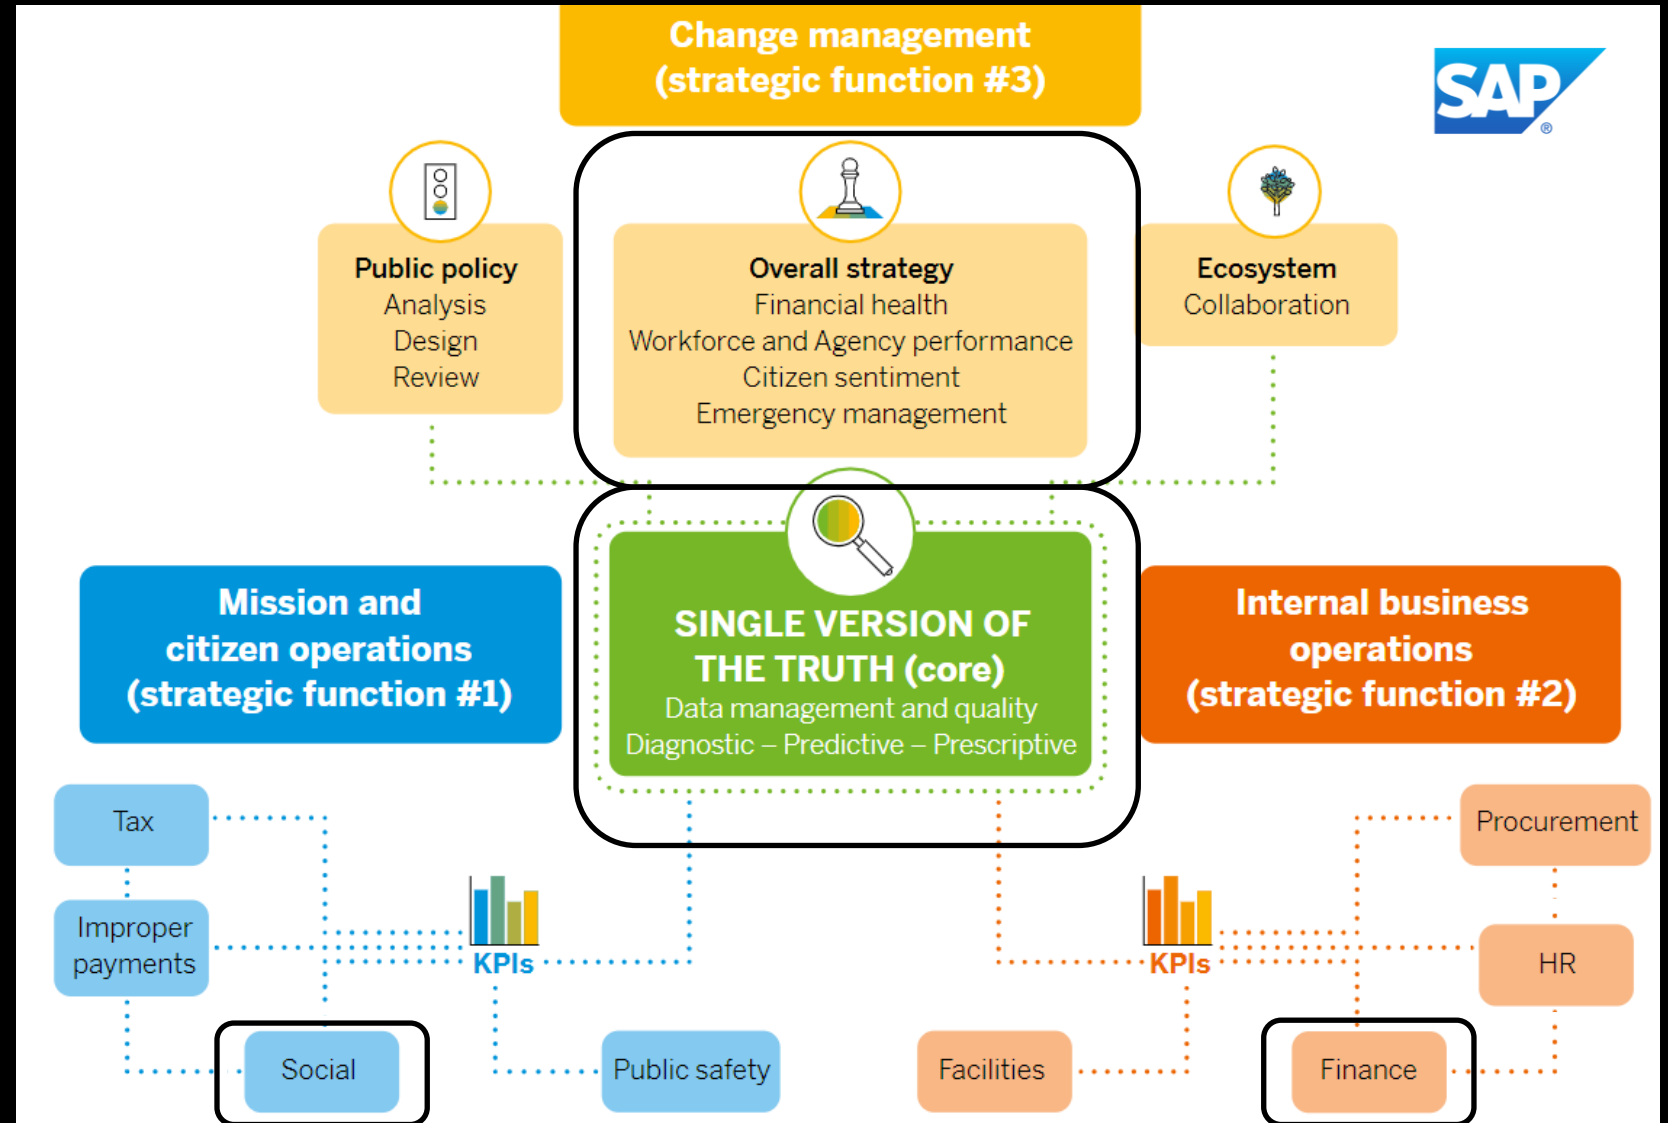 Change management
(strategic function #3)
SAP
®
Public policy
Analysis
Design
Review
Overall strategy
Financial health
Workforce and Agency performance
Citizen sentiment
Emergency management
Ecosystem
Collaboration
Mission and
citizen operations
(strategic function #1)
SINGLE VERSION OF
THE TRUTH (core)
Data management and quality
Diagnostic – Predictive – Prescriptive
Internal business
operations
(strategic function #2)
Tax
Improper
payments
KPIs
Social
Public safety
KPIs
Procurement
HR
Facilities
Finance